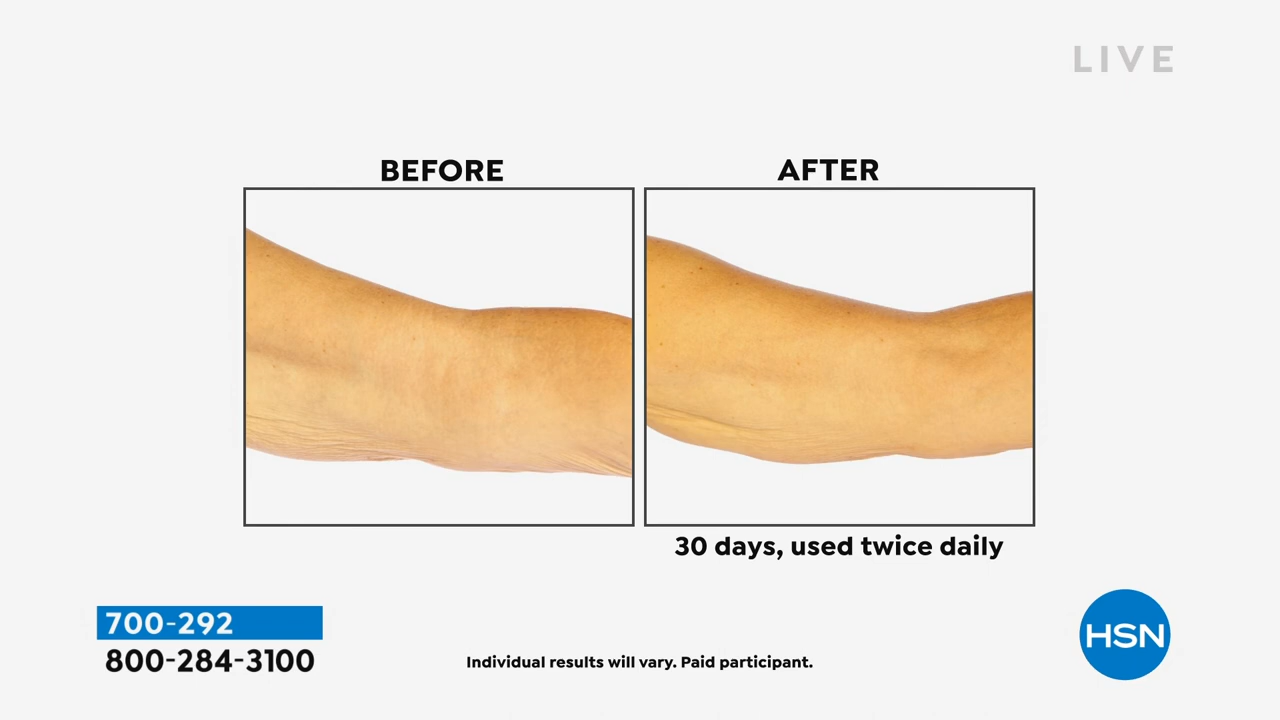 LIVE
BEFORE
AFTER
30 days, used twice daily
700-292
800-284-3100
Individual results will vary. Paid participant.
HSN